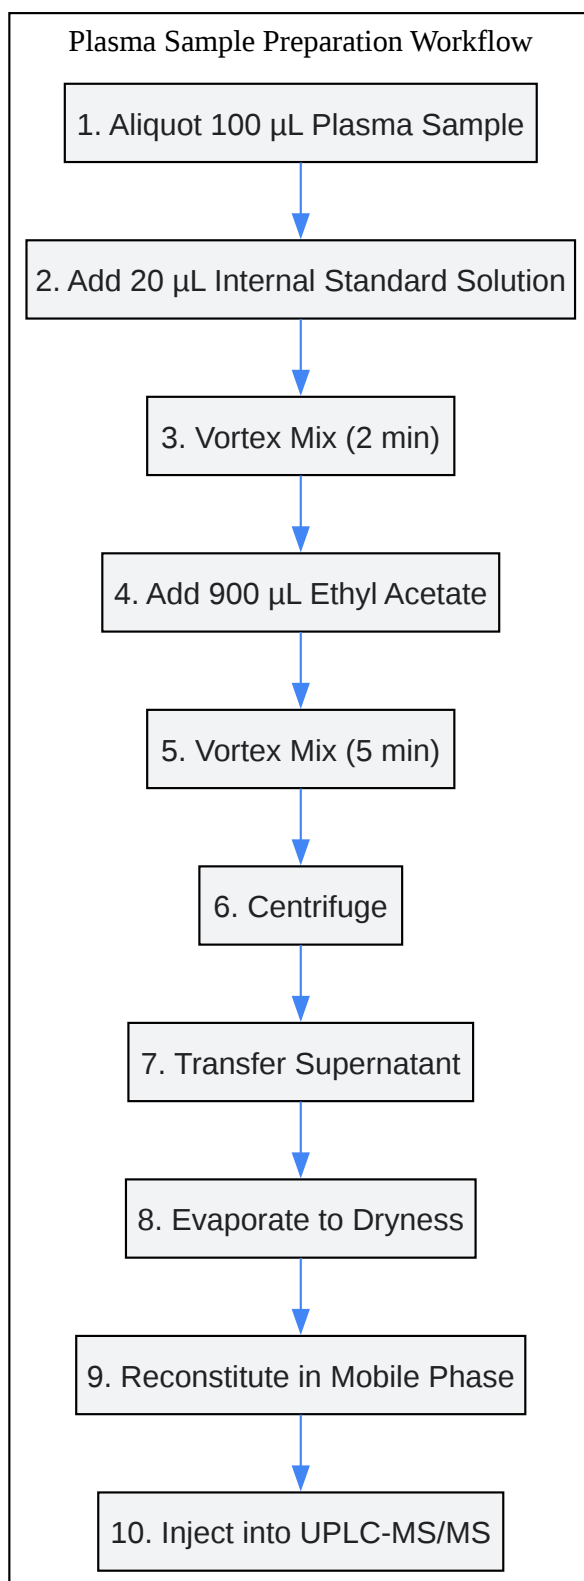 Plasma Sample Preparation Workflow
1. Aliquot 100 µL Plasma Sample
2. Add 20 µL Internal Standard Solution
3. Vortex Mix (2 min)
4. Add 900 µL Ethyl Acetate
5. Vortex Mix (5 min)
6. Centrifuge
7. Transfer Supernatant
8. Evaporate to Dryness
9. Reconstitute in Mobile Phase
10. Inject into UPLC-MS/MS